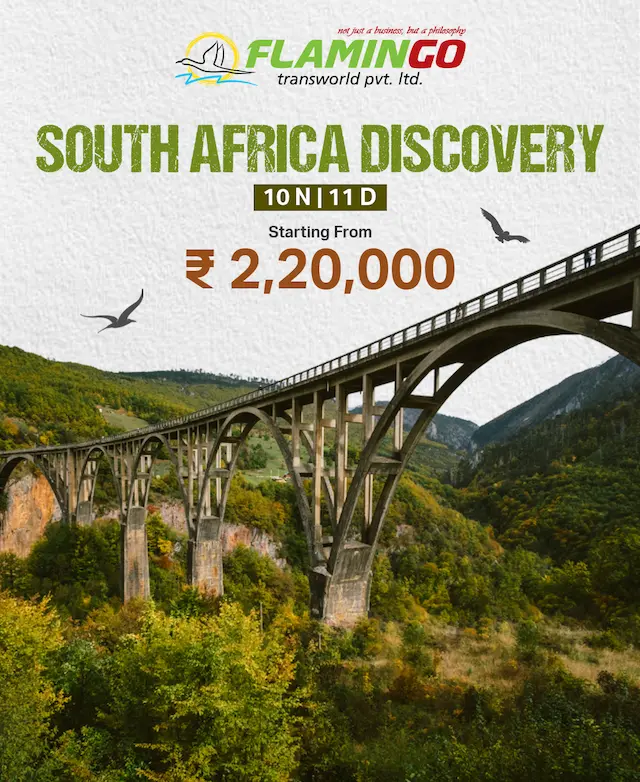 not just a business, but a philosophy
FLAMINGO
transworld pvt. ltd.
SOUTH AFRICA DISCOVERY
10 N | 11 D
Starting From
₹ 2,20,000